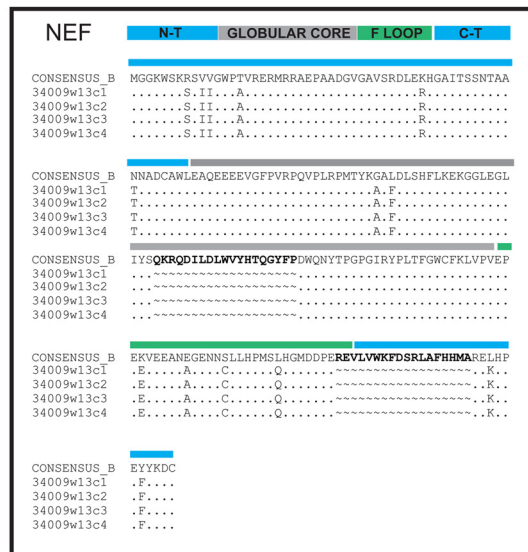 NEF
N-T GLOBULAR CORE F LOOP C-T
CONSENSUS_B MGGKWSKRSVVGWPTVRERMRRAEPAADGVGAVSRDLEKHGAITSSNTAA
34009w13c1 .......S.II...A.......................R...........
34009w13c2 .......S.II...A.......................R...........
34009w13c3 .......S.II...A.......................R...........
34009w13c4 .......S.II...A.......................R...........
CONSENSUS_B NNADCAWLEAQEEEEVGFPVRPQVPLRPMTYKGALDLSHFLKEKGGLEGL
34009w13c1 T...............................A.F...............
34009w13c2 T...............................A.F...............
34009w13c3 T...............................A.F...............
34009w13c4 T...............................A.F...............
CONSENSUS_B IYSQKRQDILDLWVYHTQGYFPDWQNYTPGPGIRYPLTFGWCFKLVPVEP
34009w13c1 ...~~~~~~~~~~~~~~~~~~~............................
34009w13c2 ...~~~~~~~~~~~~~~~~~~~............................
34009w13c3 ...~~~~~~~~~~~~~~~~~~~............................
34009w13c4 ...~~~~~~~~~~~~~~~~~~~............................
CONSENSUS_B EKVEEANEGENNSLLHPMSLHGMDDPEREVLVWKFDSRLAFHHMARELHP
34009w13c1 .E.....A....C......Q.......~~~~~~~~~~~~~~~~~~..K..
34009w13c2 .E.....A....C......Q.......~~~~~~~~~~~~~~~~~~..K..
34009w13c3 .E.....A....C......Q.......~~~~~~~~~~~~~~~~~~..K..
34009w13c4 .E.....A....C......Q.......~~~~~~~~~~~~~~~~~~..K..
CONSENSUS_B EYYKDC
34009w13c1 .F....
34009w13c2 .F....
34009w13c3 .F....
34009w13c4 .F....